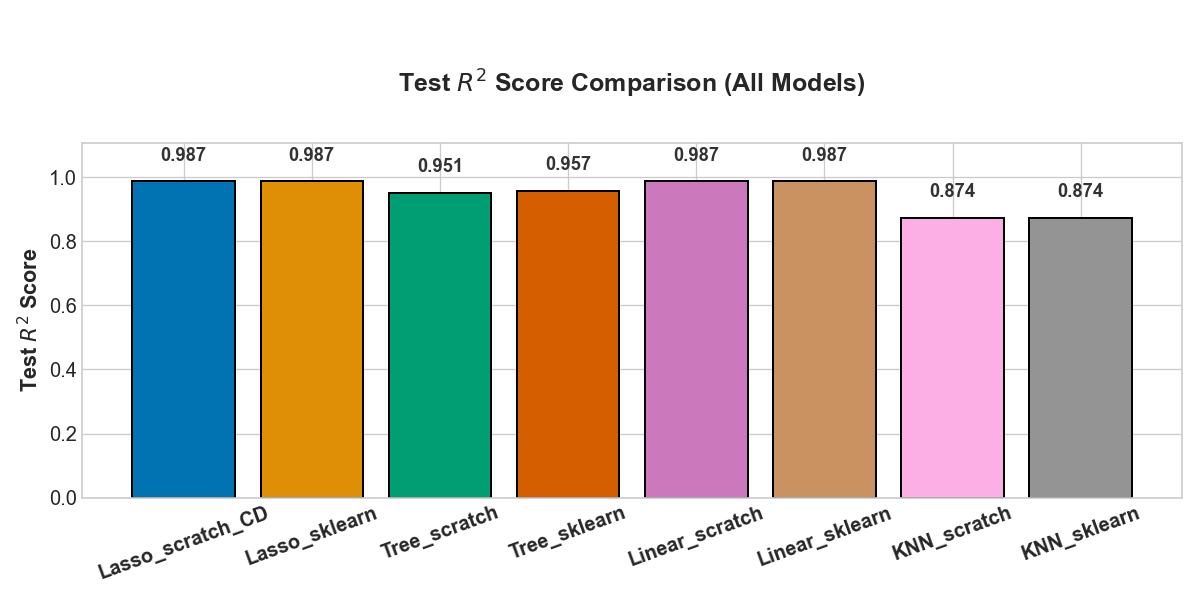 Test R² Score Comparison (All Models)
0.987
0.987
0.951
0.957
0.987
0.987
0.874
0.874
Test R² Score
1.0
0.8
0.6
0.4
0.2
0.0
Lasso_scratch_CD
Lasso_sklearn
Tree_scratch
Tree_sklearn
Linear_scratch
Linear_sklearn
KNN_scratch
KNN_sklearn